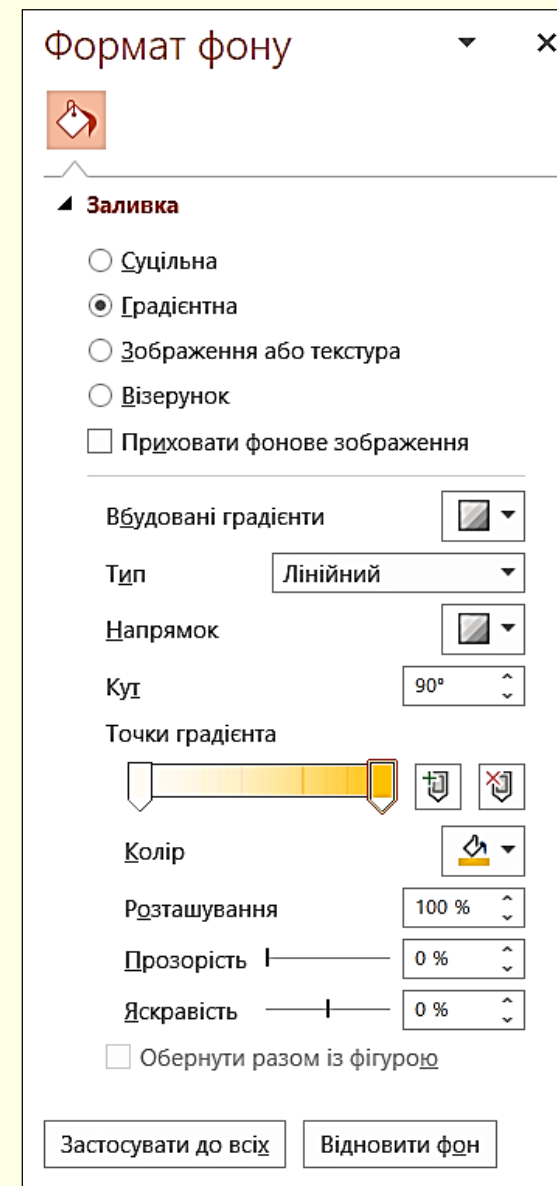 Формат фону
Заливка
Суцільна
Градієнтна
Зображення або текстура
Візерунок
Приховати фонове зображення
Вбудовані градієнти
Тип Лінійний
Напрямок
Кут 90°
Точки градієнта
Колір
Розташування 100 %
Прозорість 0 %
Яскравість 0 %
Обернути разом із фігурою
Застосувати до всіх Відновити фон